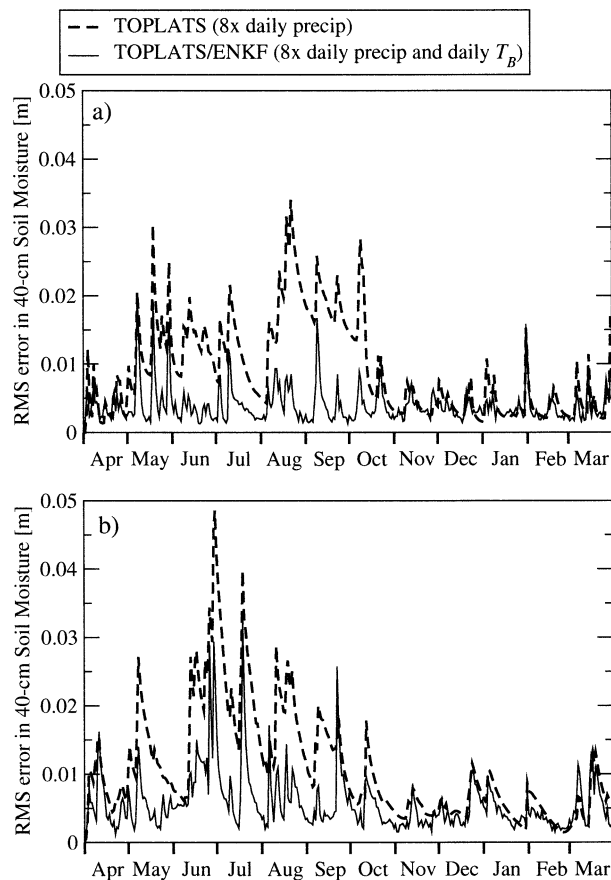 TOPLATS (8x daily precip)
TOPLATS/ENKF (8x daily precip and daily T_B)
a)
RMS error in 40-cm Soil Moisture [m]
0.05
0.04
0.03
0.02
0.01
0
Apr May Jun Jul Aug Sep Oct Nov Dec Jan Feb Mar
b)
RMS error in 40-cm Soil Moisture [m]
0.05
0.04
0.03
0.02
0.01
0
Apr May Jun Jul Aug Sep Oct Nov Dec Jan Feb Mar